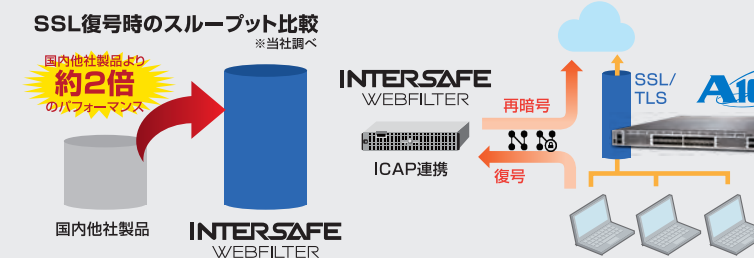 SSL復号時のスループット比較
※当社調べ
国内他社製品より
約2倍
のパフォーマンス
国内他社製品
INTERSAFE
WEBFILTER
INTERSAFE
WEBFILTER
ICAP連携
再暗号
復号
SSL/
TLS
A10